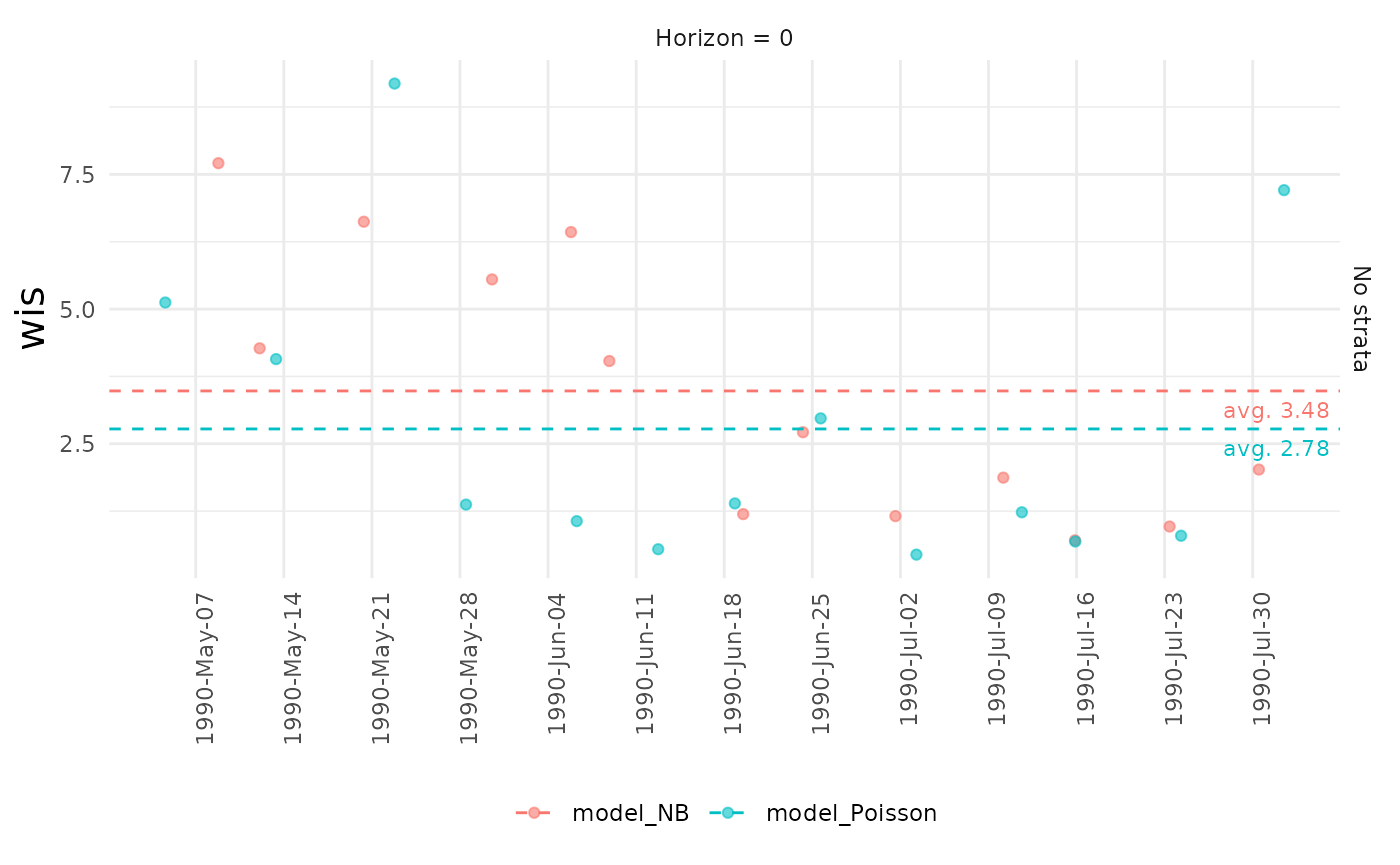 Horizon = 0
wis
7.5
5.0
2.5
No strata
avg. 3.48
avg. 2.78
1990-May-07
1990-May-14
1990-May-21
1990-May-28
1990-Jun-04
1990-Jun-11
1990-Jun-18
1990-Jun-25
1990-Jul-02
1990-Jul-09
1990-Jul-16
1990-Jul-23
1990-Jul-30
model_NB
model_Poisson